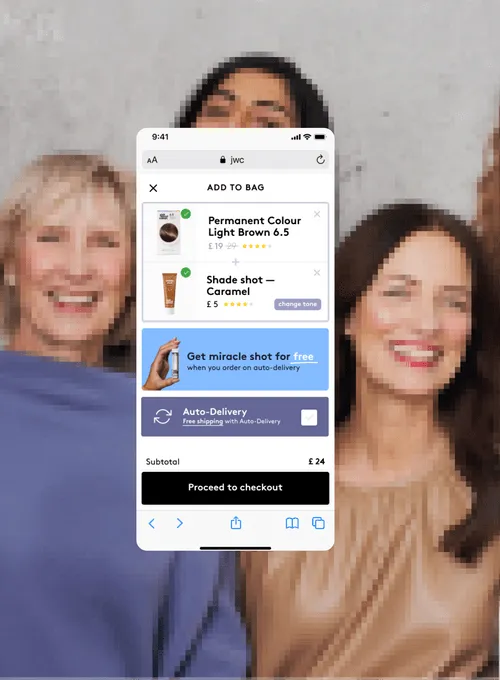 9:41
AA jwc
ADD TO BAG
Permanent Colour
Light Brown 6.5
£ 19 29
+
Shade shot —
Caramel
£ 5
change tone
Get miracle shot for free
when you order on auto-delivery
Auto-Delivery
Free shipping with Auto-Delivery
Subtotal £ 24
Proceed to checkout